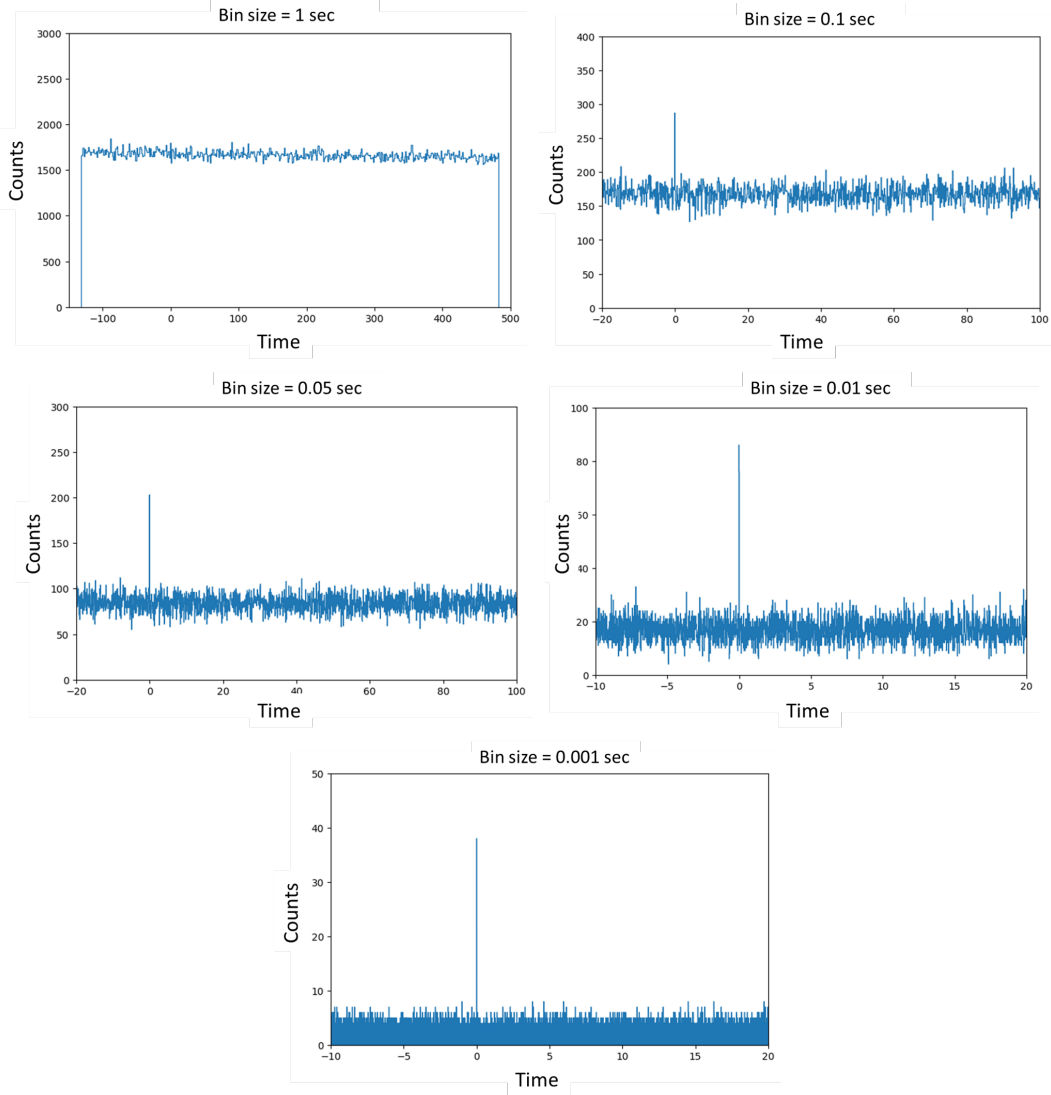 Bin size = 1 sec
3000
2500
2000
1500
1000
500
0
Counts
−100 0 100 200 300 400 500
Time
Bin size = 0.1 sec
400
350
300
250
200
150
100
50
0
Counts
−20 0 20 40 60 80 100
Time
Bin size = 0.05 sec
300
250
200
150
100
50
0
Counts
−20 0 20 40 60 80 100
Time
Bin size = 0.01 sec
100
80
60
40
20
0
Counts
−10 −5 0 5 10 15 20
Time
Bin size = 0.001 sec
50
40
30
20
10
0
Counts
−10 −5 0 5 10 15 20
Time